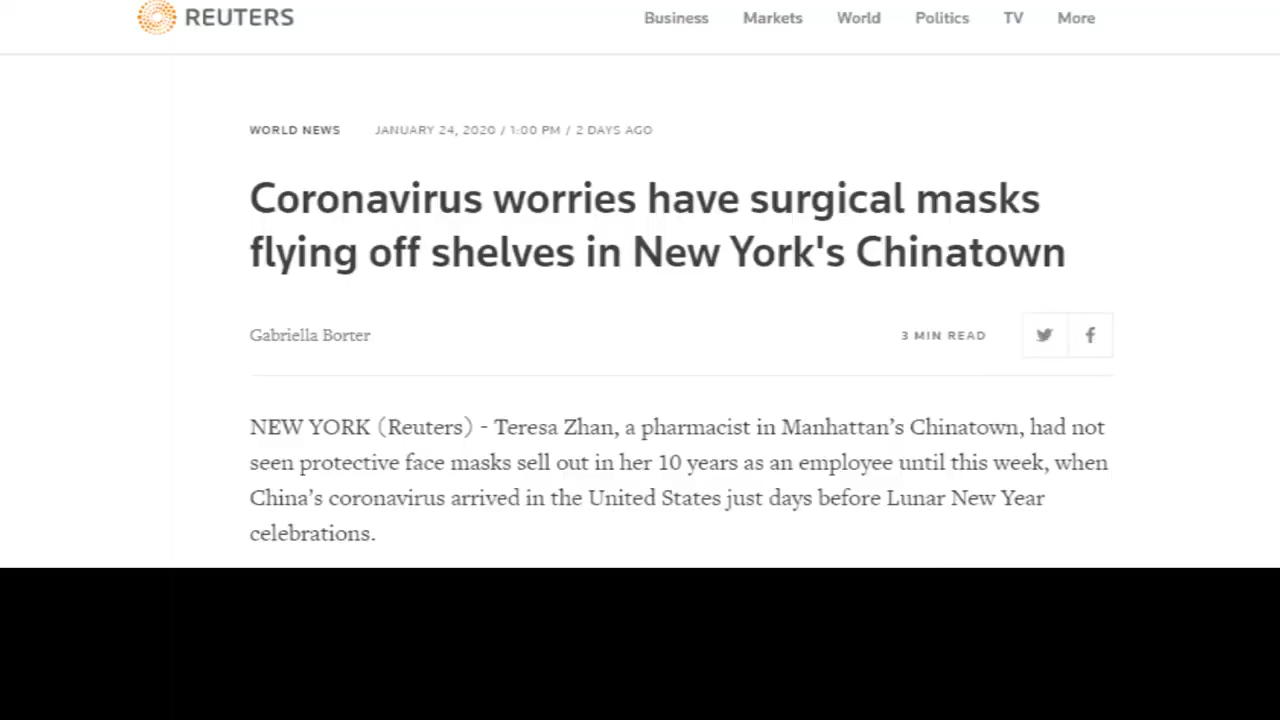 REUTERS Business Markets World Politics TV More
WORLD NEWS JANUARY 24, 2020 / 1:00 PM / 2 DAYS AGO
Coronavirus worries have surgical masks
flying off shelves in New York's Chinatown
Gabriella Borter 3 MIN READ
NEW YORK (Reuters) - Teresa Zhan, a pharmacist in Manhattan’s Chinatown, had not
seen protective face masks sell out in her 10 years as an employee until this week, when
China’s coronavirus arrived in the United States just days before Lunar New Year
celebrations.